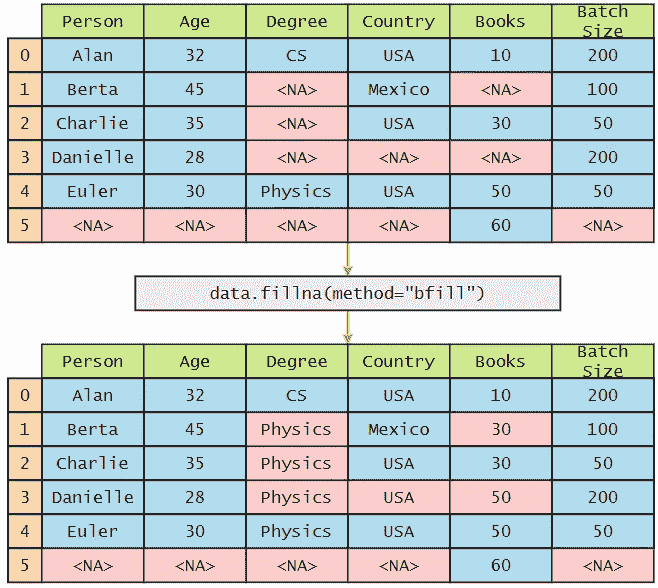 Person Age Degree Country Books Batch Size
0 Alan 32 CS USA 10 200
1 Berta 45 <NA> Mexico <NA> 100
2 Charlie 35 <NA> USA 30 50
3 Danielle 28 <NA> <NA> <NA> 200
4 Euler 30 Physics USA 50 50
5 <NA> <NA> <NA> <NA> 60 <NA>
data.fillna(method="bfill")
Person Age Degree Country Books Batch Size
0 Alan 32 CS USA 10 200
1 Berta 45 Physics Mexico 30 100
2 Charlie 35 Physics USA 30 50
3 Danielle 28 Physics USA 50 200
4 Euler 30 Physics USA 50 50
5 <NA> <NA> <NA> <NA> 60 <NA>